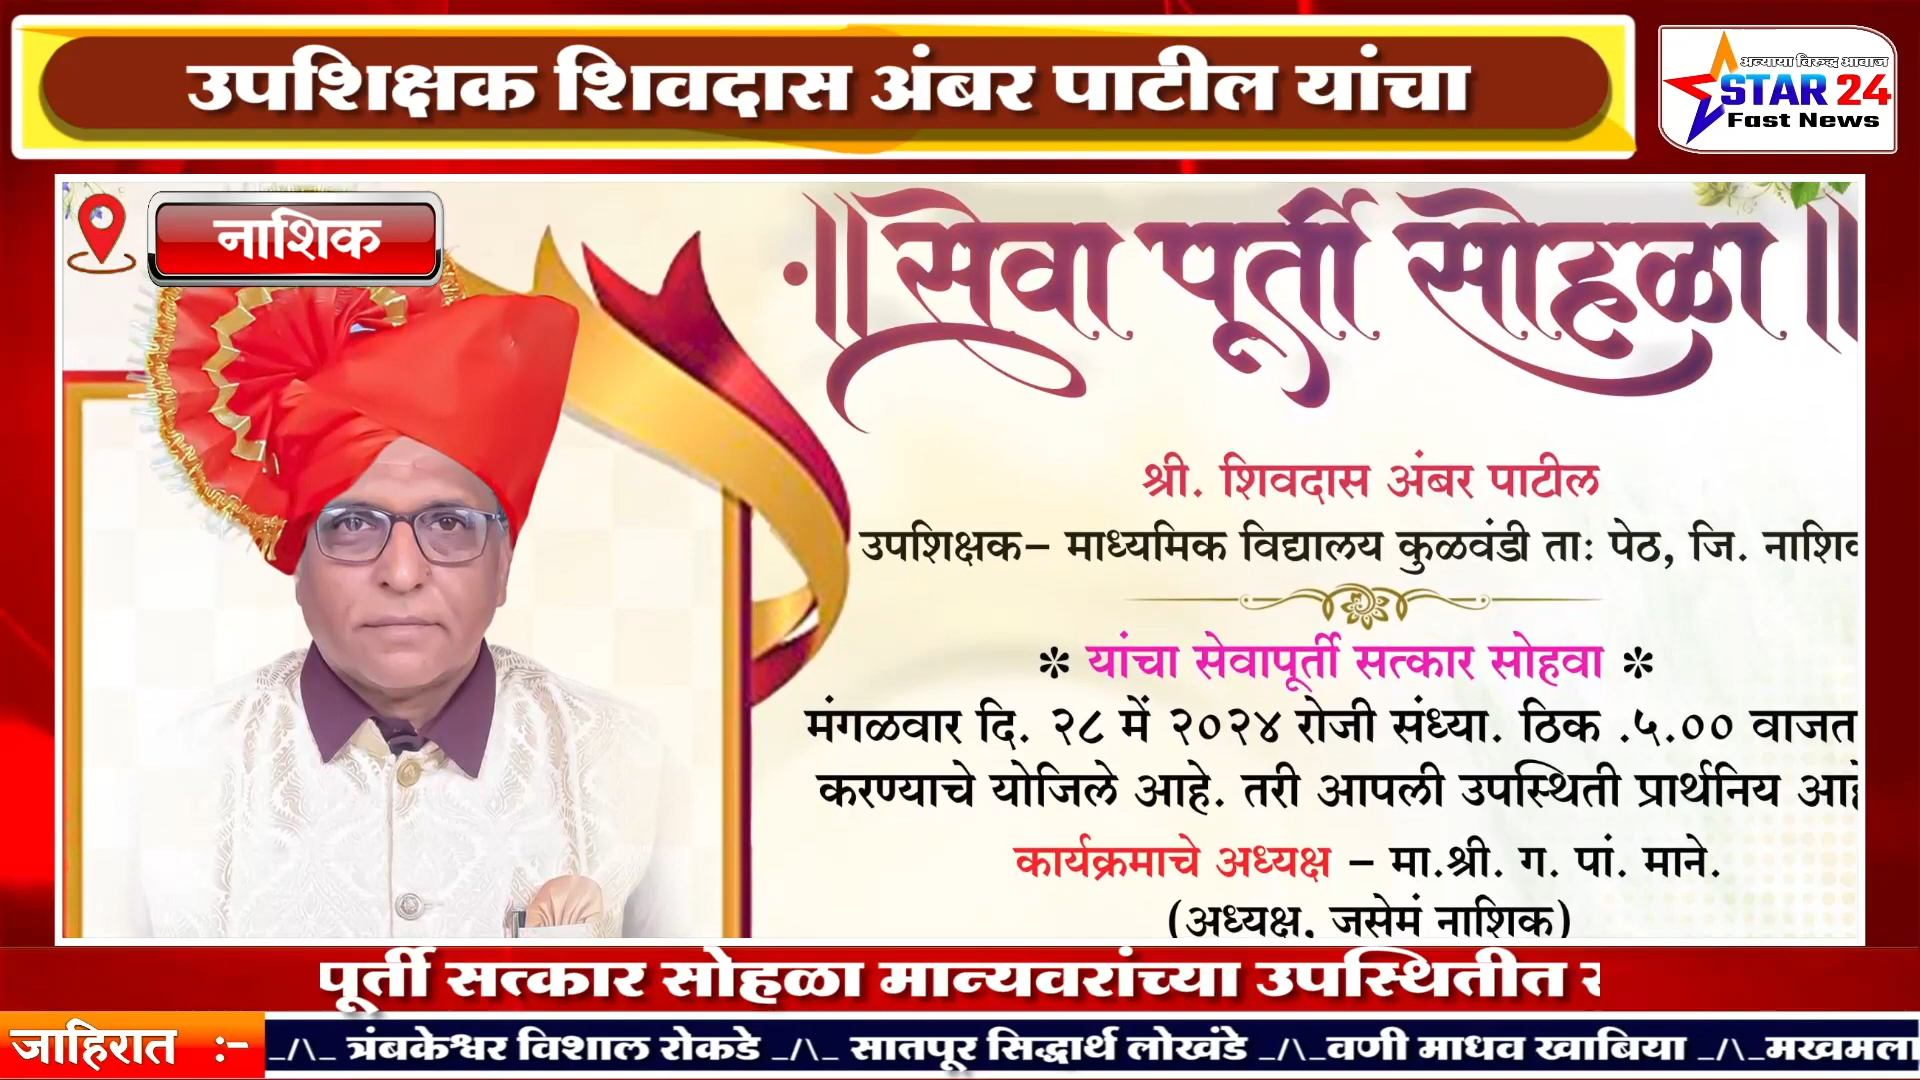 उपशिक्षक शिवदास अंबर पाटील यांचा
अन्याया विरुद्ध आवाज
STAR 24
Fast News
नाशिक
॥ सेवा पूर्ती सोहळा ॥
श्री. शिवदास अंबर पाटील
उपशिक्षक– माध्यमिक विद्यालय कुळवंडी ताः पेठ, जि. नाशिक
* यांचा सेवापूर्ती सत्कार सोहवा *
मंगळवार दि. २८ में २०२४ रोजी संध्या. ठिक .५.०० वाजता
करण्याचे योजिले आहे. तरी आपली उपस्थिती प्रार्थनिय आहे
कार्यक्रमाचे अध्यक्ष – मा.श्री. ग. पां. माने.
(अध्यक्ष, जसेमं नाशिक)
पूर्ती सत्कार सोहळा मान्यवरांच्या उपस्थितीत
जाहिरात :-
_/\_ त्रंबकेश्वर विशाल रोकडे _/\_ सातपूर सिद्धार्थ लोखंडे _/\_वणी माधव खाबिया _/\_मखमला